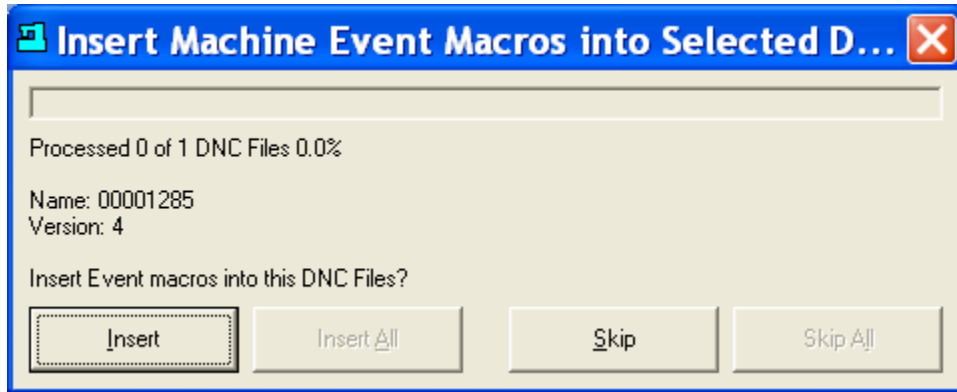 Insert Machine Event Macros into Selected D...
Processed 0 of 1 DNC Files 0.0%
Name: 00001285
Version: 4
Insert Event macros into this DNC Files?
Insert Insert All Skip Skip All